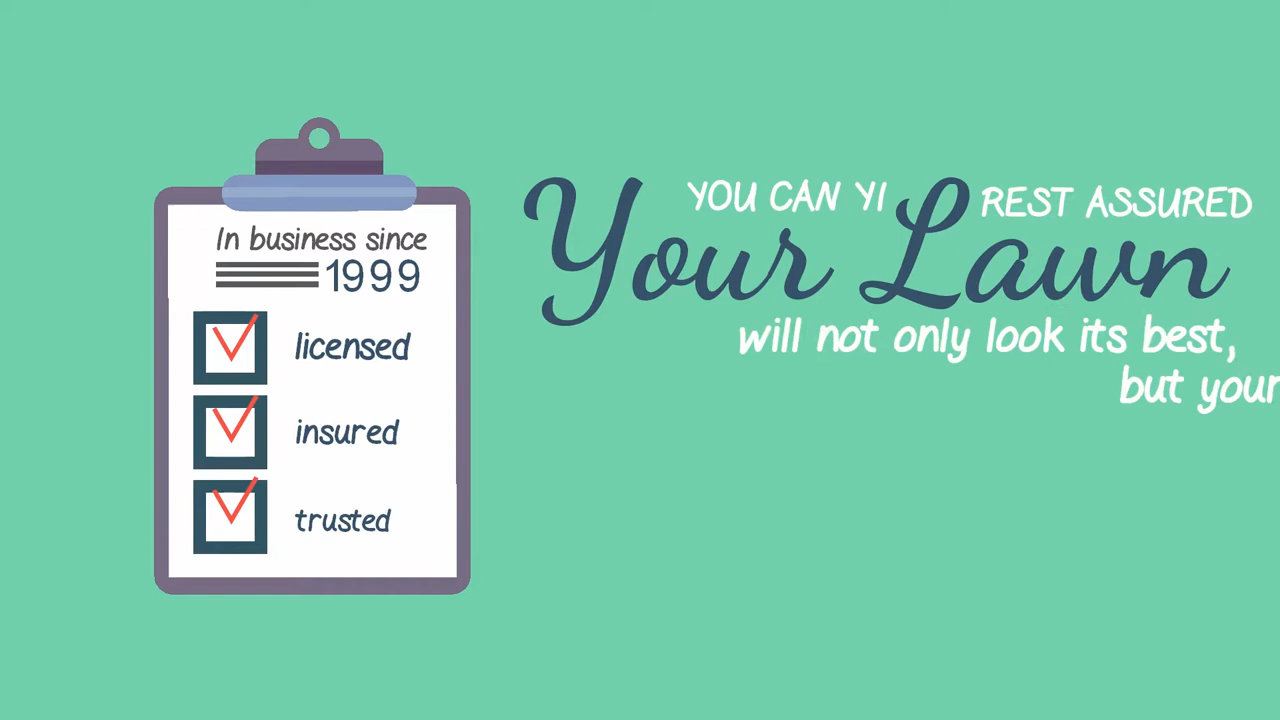 In business since
1999
licensed
insured
trusted
YOU CAN YI REST ASSURED
Your Lawn
will not only look its best,
but your